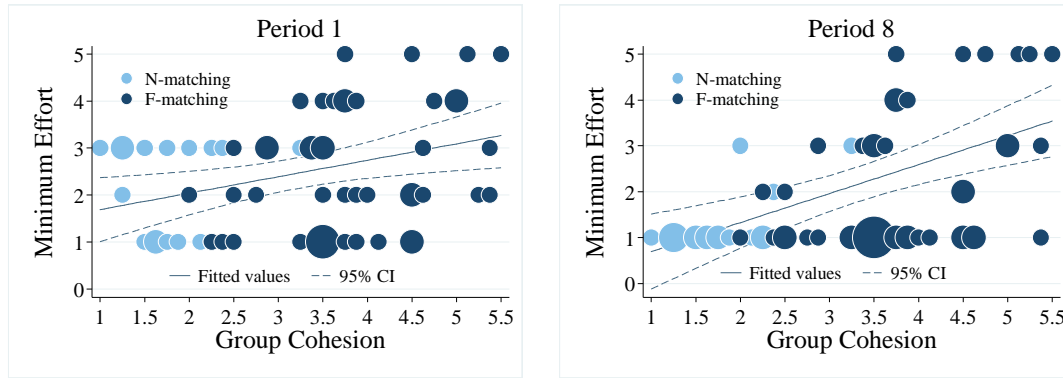 Period 1
Minimum Effort
5
4
3
2
1
0
N-matching
F-matching
Fitted values 95% CI
1 1.5 2 2.5 3 3.5 4 4.5 5 5.5
Group Cohesion
Period 8
Minimum Effort
5
4
3
2
1
0
N-matching
F-matching
Fitted values 95% CI
1 1.5 2 2.5 3 3.5 4 4.5 5 5.5
Group Cohesion